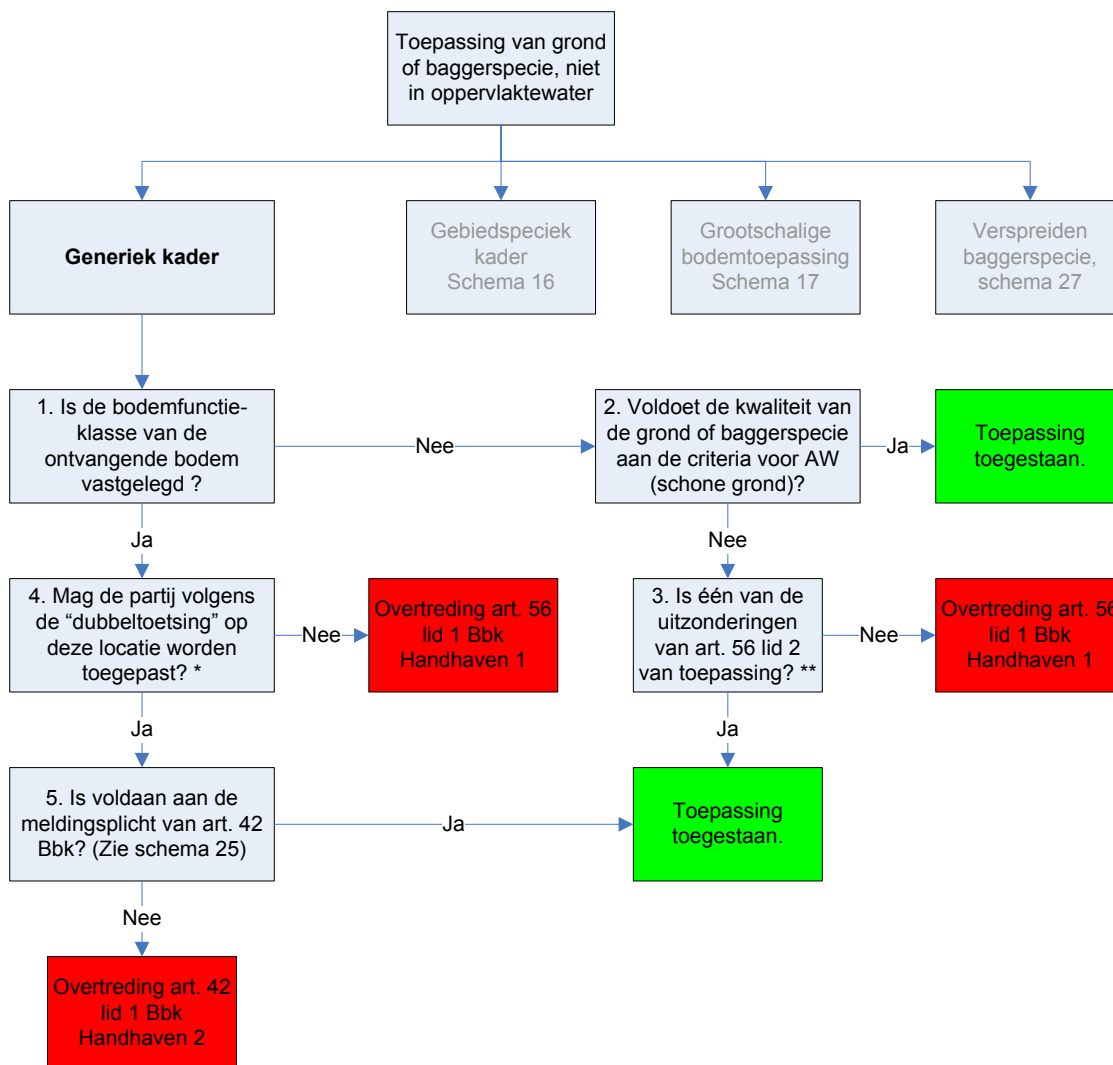 Toepassing van grond
of baggerspecie, niet
in oppervlaktewater
Generiek kader
Gebiedspeciek
kader
Schema 16
Grootschalige
bodemtoepassing
Schema 17
Verspreiden
baggerspecie,
schema 27
1. Is de bodemfunctie-
klasse van de
ontvangende bodem
vastgelegd ?
Nee
2. Voldoet de kwaliteit van
de grond of baggerspecie
aan de criteria voor AW
(schone grond)?
Ja
Toepassing
toegestaan.
Ja
Nee
4. Mag de partij volgens
de “dubbeltoetsing” op
deze locatie worden
toegepast? *
Nee
Overtreding art. 56
lid 1 Bbk
Handhaven 1
3. Is één van de
uitzonderingen
van art. 56 lid 2
van toepassing? **
Nee
Overtreding art. 56
lid 1 Bbk
Handhaven 1
Ja
Ja
5. Is voldaan aan de
meldingsplicht van art. 42
Bbk? (Zie schema 25)
Ja
Toepassing
toegestaan.
Nee
Overtreding art. 42
lid 1 Bbk
Handhaven 2